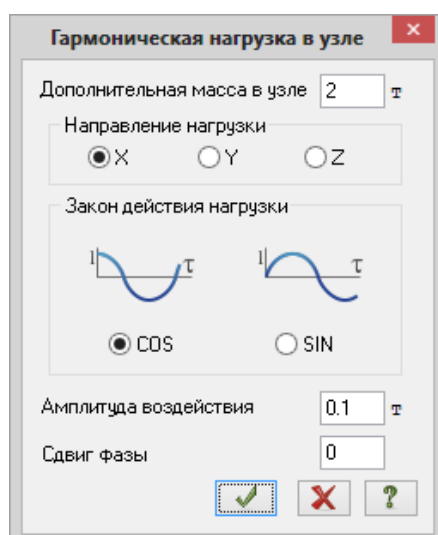 Гармоническая нагрузка в узле
Дополнительная масса в узле 2 т
Направление нагрузки
X Y Z
Закон действия нагрузки
1 τ 1 τ
COS SIN
Амплитуда воздействия 0.1 т
Сдвиг фазы 0
?